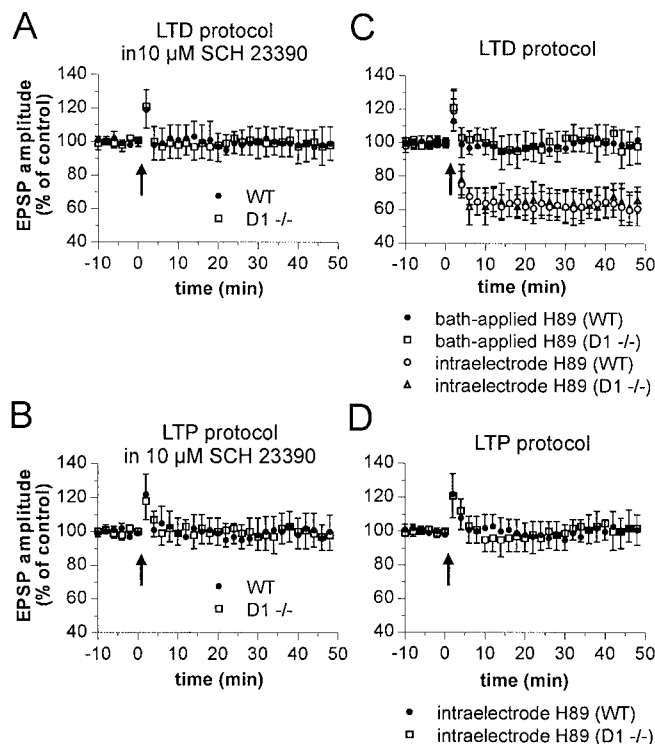 A
LTD protocol
in10 µM SCH 23390
EPSP amplitude
(% of control)
140
120
100
80
60
40
-10 0 10 20 30 40 50
time (min)
WT
D1 -/-
C
LTD protocol
140
120
100
80
60
40
-10 0 10 20 30 40 50
time (min)
bath-applied H89 (WT)
bath-applied H89 (D1 -/-)
intraelectrode H89 (WT)
intraelectrode H89 (D1 -/-)
B
LTP protocol
in 10 µM SCH 23390
EPSP amplitude
(% of control)
140
120
100
80
60
40
-10 0 10 20 30 40 50
time (min)
WT
D1 -/-
D
LTP protocol
140
120
100
80
60
40
-10 0 10 20 30 40 50
time (min)
intraelectrode H89 (WT)
intraelectrode H89 (D1 -/-)